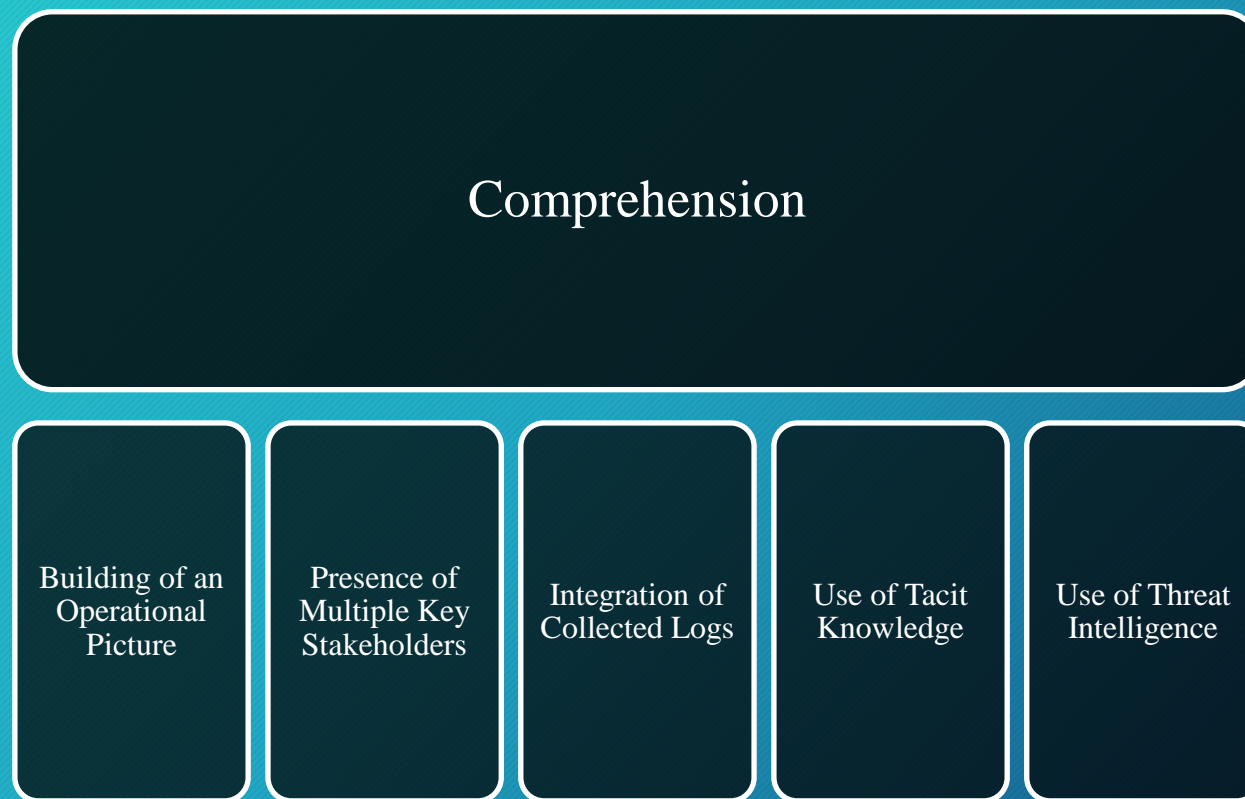 Comprehension
Building of an
Operational
Picture
Presence of
Multiple Key
Stakeholders
Integration of
Collected Logs
Use of Tacit
Knowledge
Use of Threat
Intelligence